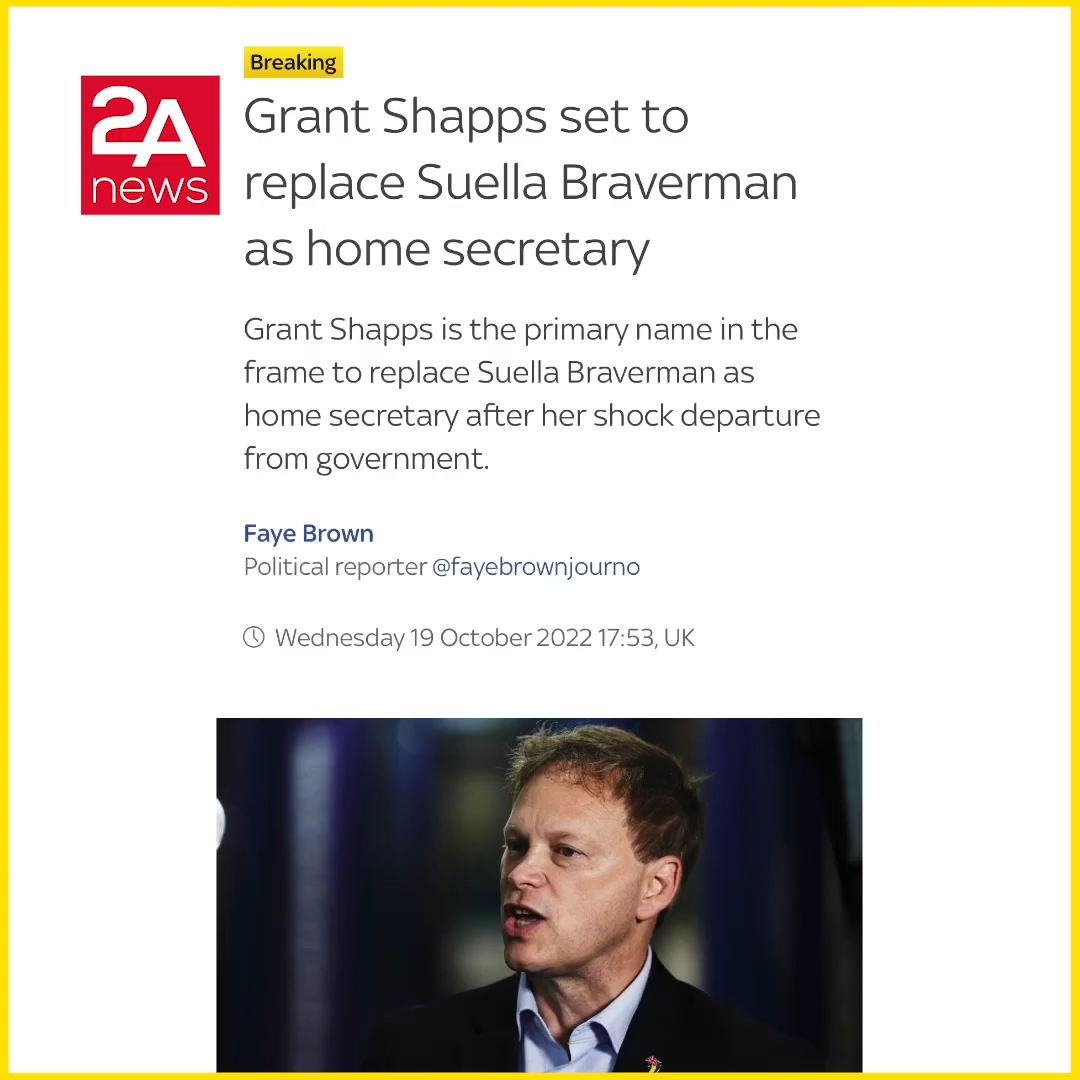 Breaking
2A
news
Grant Shapps set to
replace Suella Braverman
as home secretary
Grant Shapps is the primary name in the
frame to replace Suella Braverman as
home secretary after her shock departure
from government.
Faye Brown
Political reporter @fayebrownjourno
Wednesday 19 October 2022 17:53, UK